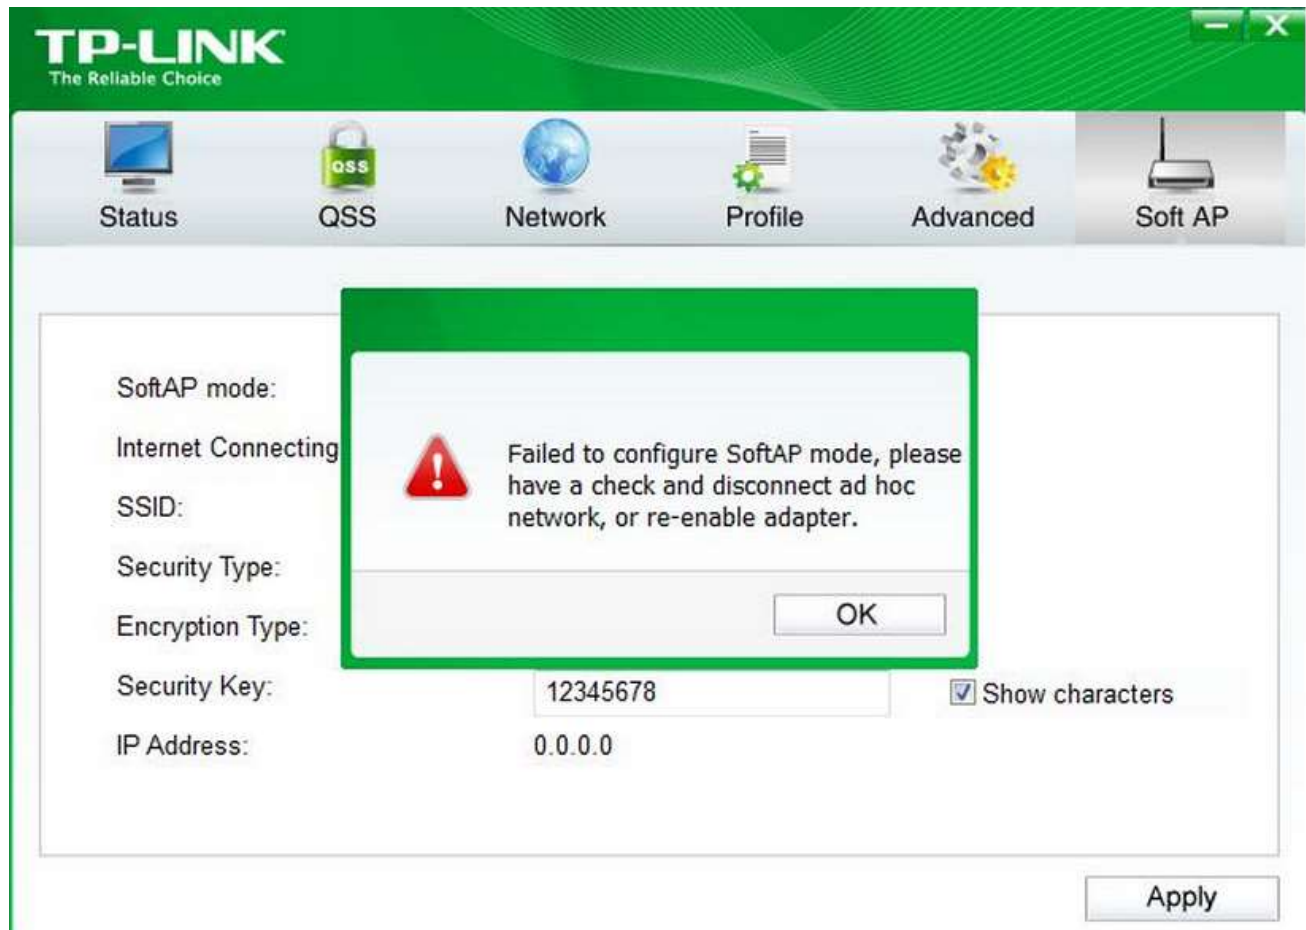 TP-LINK
The Reliable Choice
Status
QSS
QSS
Network
Profile
Advanced
Soft AP
SoftAP mode:
Internet Connecting
SSID:
Security Type:
Encryption Type:
Failed to configure SoftAP mode, please
have a check and disconnect ad hoc
network, or re-enable adapter.
OK
Security Key:
12345678
Show characters
IP Address:
0.0.0.0
Apply